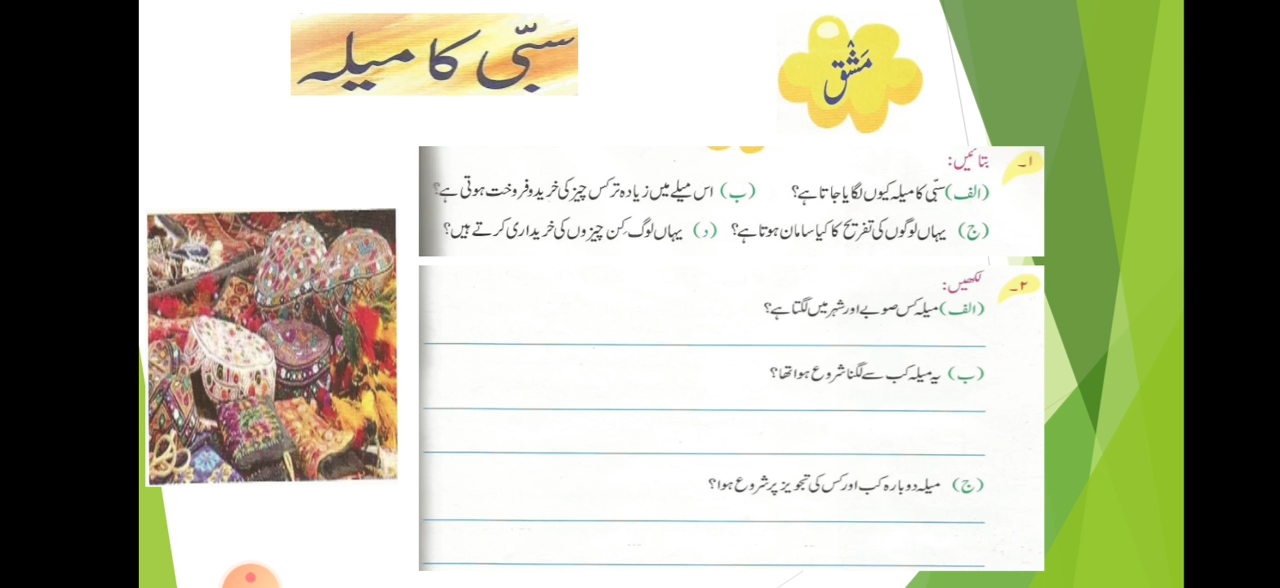 سبّی کا میلہ
مَشْق
۱۔ بتائیں:
(الف) سبّی کا میلہ کیوں لگایا جاتا ہے؟ (ب) اس میلے میں زیادہ تر کس چیز کی خرید و فروخت ہوتی ہے؟
(ج) یہاں لوگوں کی تفریح کا کیا سامان ہوتا ہے؟ (د) یہاں لوگ کِن چیزوں کی خریداری کرتے ہیں؟
۲۔ لکھیں:
(الف) میلہ کس صوبے اور شہر میں لگتا ہے؟
(ب) یہ میلہ کب سے لگنا شروع ہوا تھا؟
(ج) میلہ دوبارہ کب اور کس کی تجویز پر شروع ہوا؟